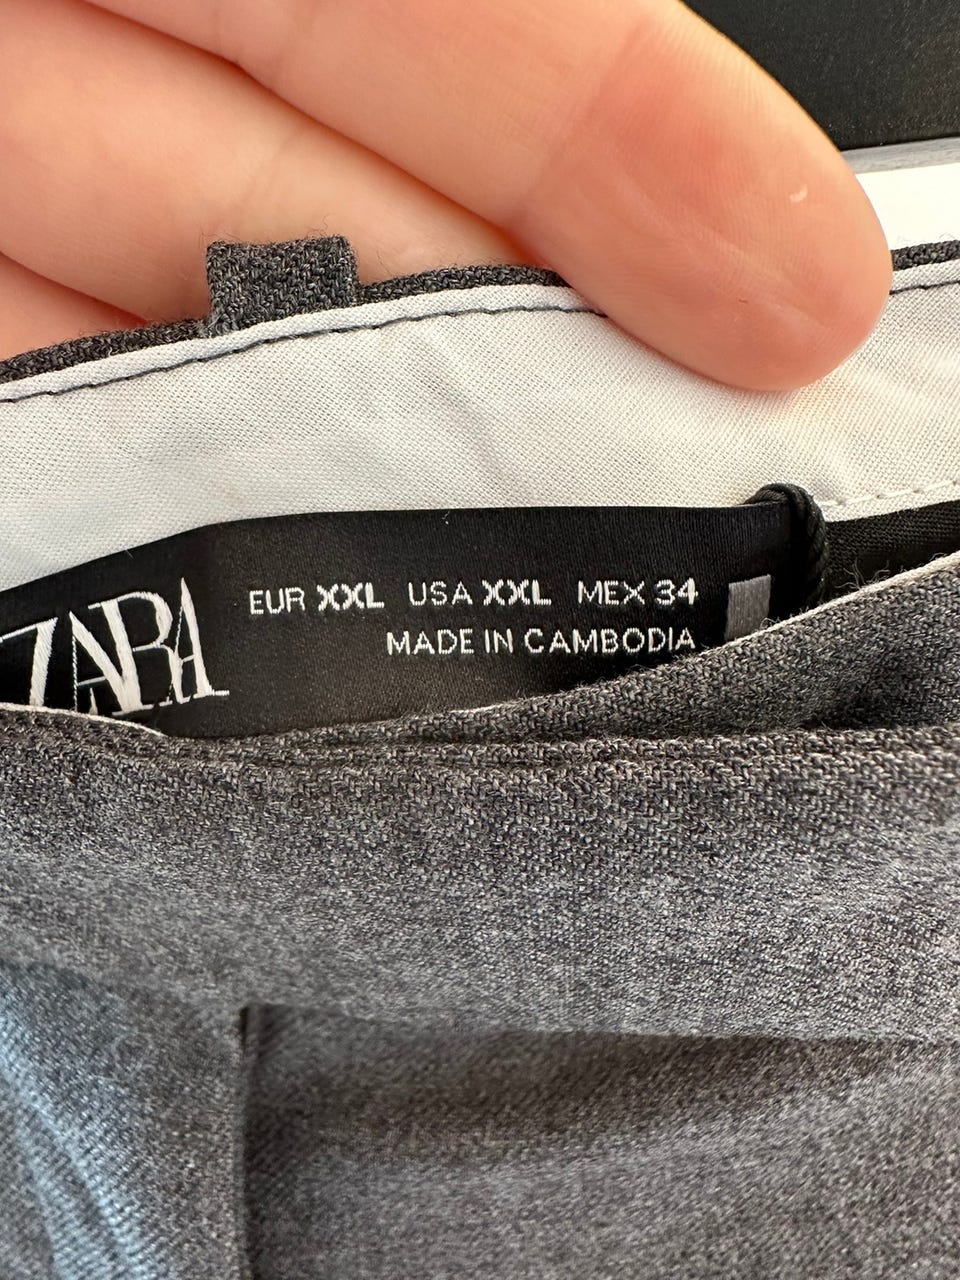 ZARA
EUR XXL USA XXL MEX 34
MADE IN CAMBODIA